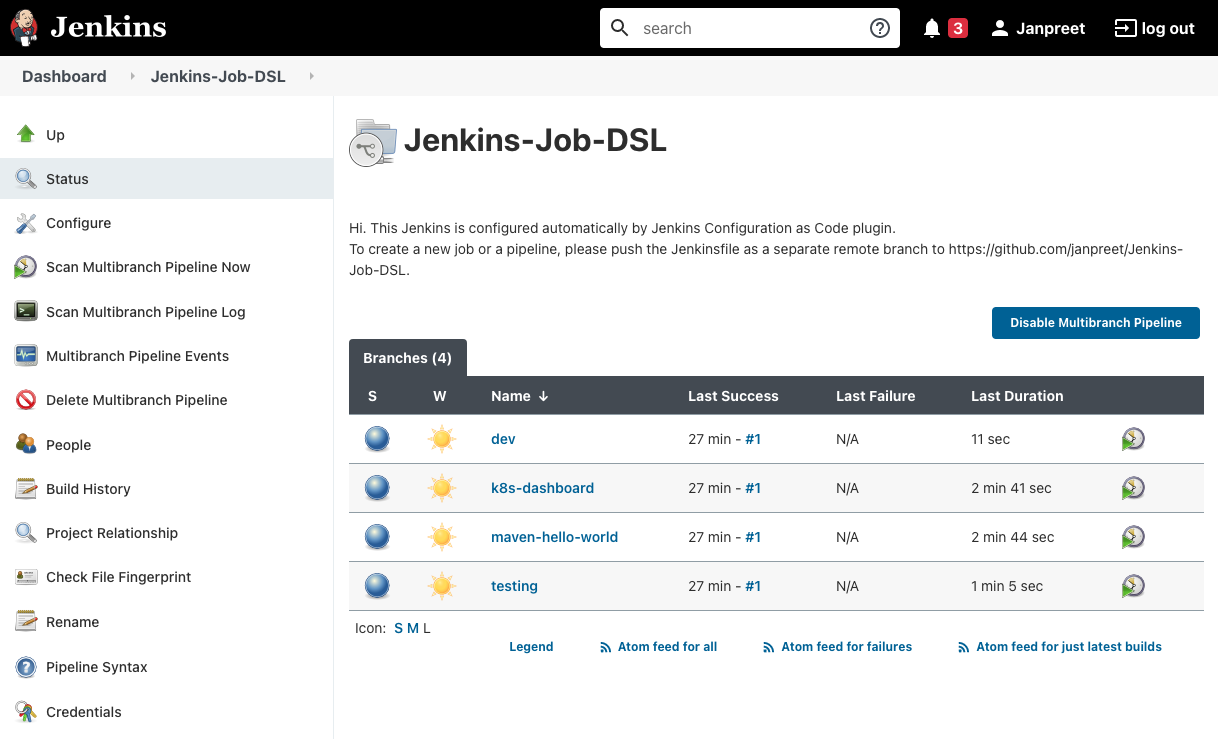 Jenkins
search
3
Janpreet
log out
Dashboard
Jenkins-Job-DSL
Up
Status
Configure
Scan Multibranch Pipeline Now
Scan Multibranch Pipeline Log
Multibranch Pipeline Events
Delete Multibranch Pipeline
People
Build History
Project Relationship
Check File Fingerprint
Rename
Pipeline Syntax
Credentials
Jenkins-Job-DSL
Hi. This Jenkins is configured automatically by Jenkins Configuration as Code plugin.
To create a new job or a pipeline, please push the Jenkinsfile as a separate remote branch to https://github.com/janpreet/Jenkins-
Job-DSL.
Disable Multibranch Pipeline
Branches (4)
S W Name ↓ Last Success Last Failure Last Duration
dev 27 min - #1 N/A 11 sec
k8s-dashboard 27 min - #1 N/A 2 min 41 sec
maven-hello-world 27 min - #1 N/A 2 min 44 sec
testing 27 min - #1 N/A 1 min 5 sec
Icon: S M L
Legend Atom feed for all Atom feed for failures Atom feed for just latest builds